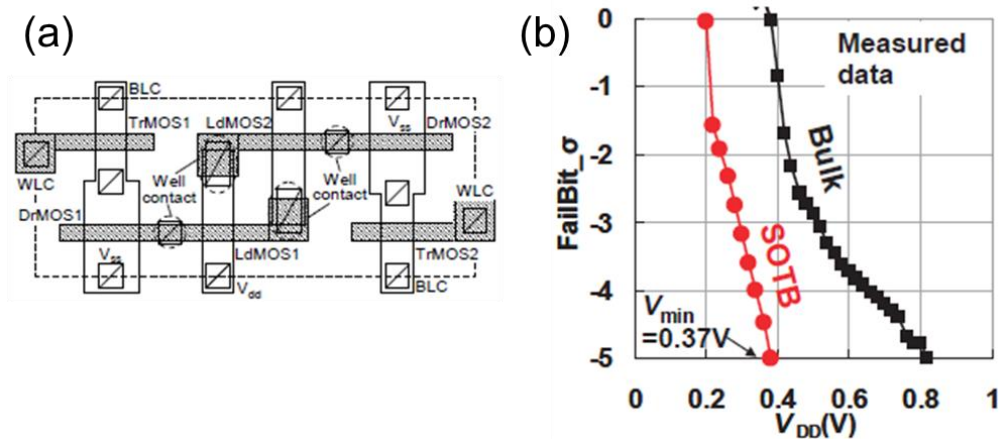 (a)
BLC
TrMOS1
LdMOS2
Vss
DrMOS2
WLC
Well
contact
Well
contact
WLC
DrMOS1
Vss
LdMOS1
Vdd
TrMOS2
BLC
(b)
Measured
data
Bulk
SOTB
Vmin
=0.37V
FailBit_σ
0
-1
-2
-3
-4
-5
0
0.2
0.4
0.6
0.8
1
VDD(V)